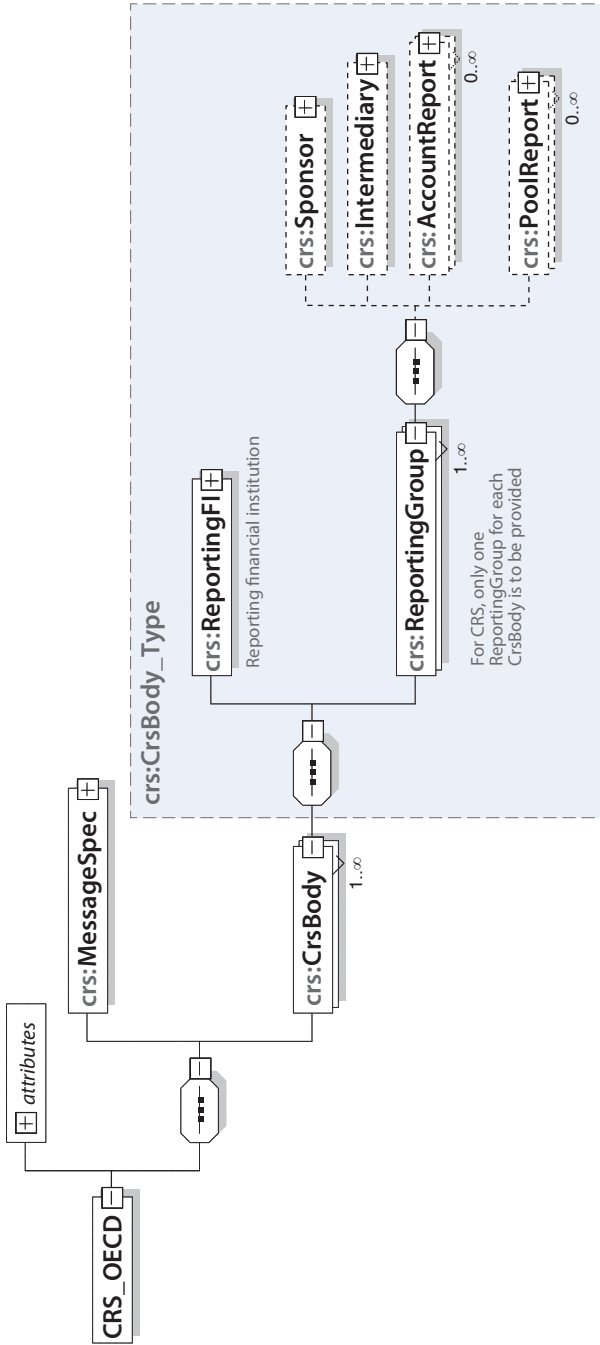 CRS_OECD
attributes
crs:MessageSpec
crs:CrsBody
1..∞
crs:CrsBody_Type
crs:ReportingFI
Reporting financial institution
crs:ReportingGroup
1..∞
For CRS, only one
ReportingGroup for each
CrsBody is to be provided
crs:Sponsor
crs:Intermediary
crs:AccountReport
0..∞
crs:PoolReport
0..∞